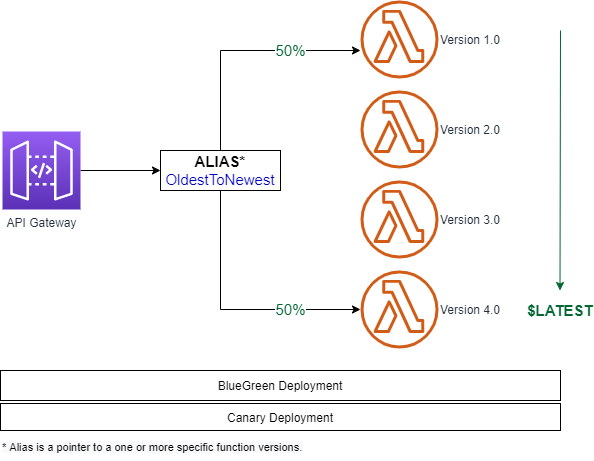 50%
Version 1.0
Version 2.0
ALIAS*
OldestToNewest
API Gateway
Version 3.0
50%
Version 4.0
$LATEST
BlueGreen Deployment
Canary Deployment
* Alias is a pointer to a one or more specific function versions.